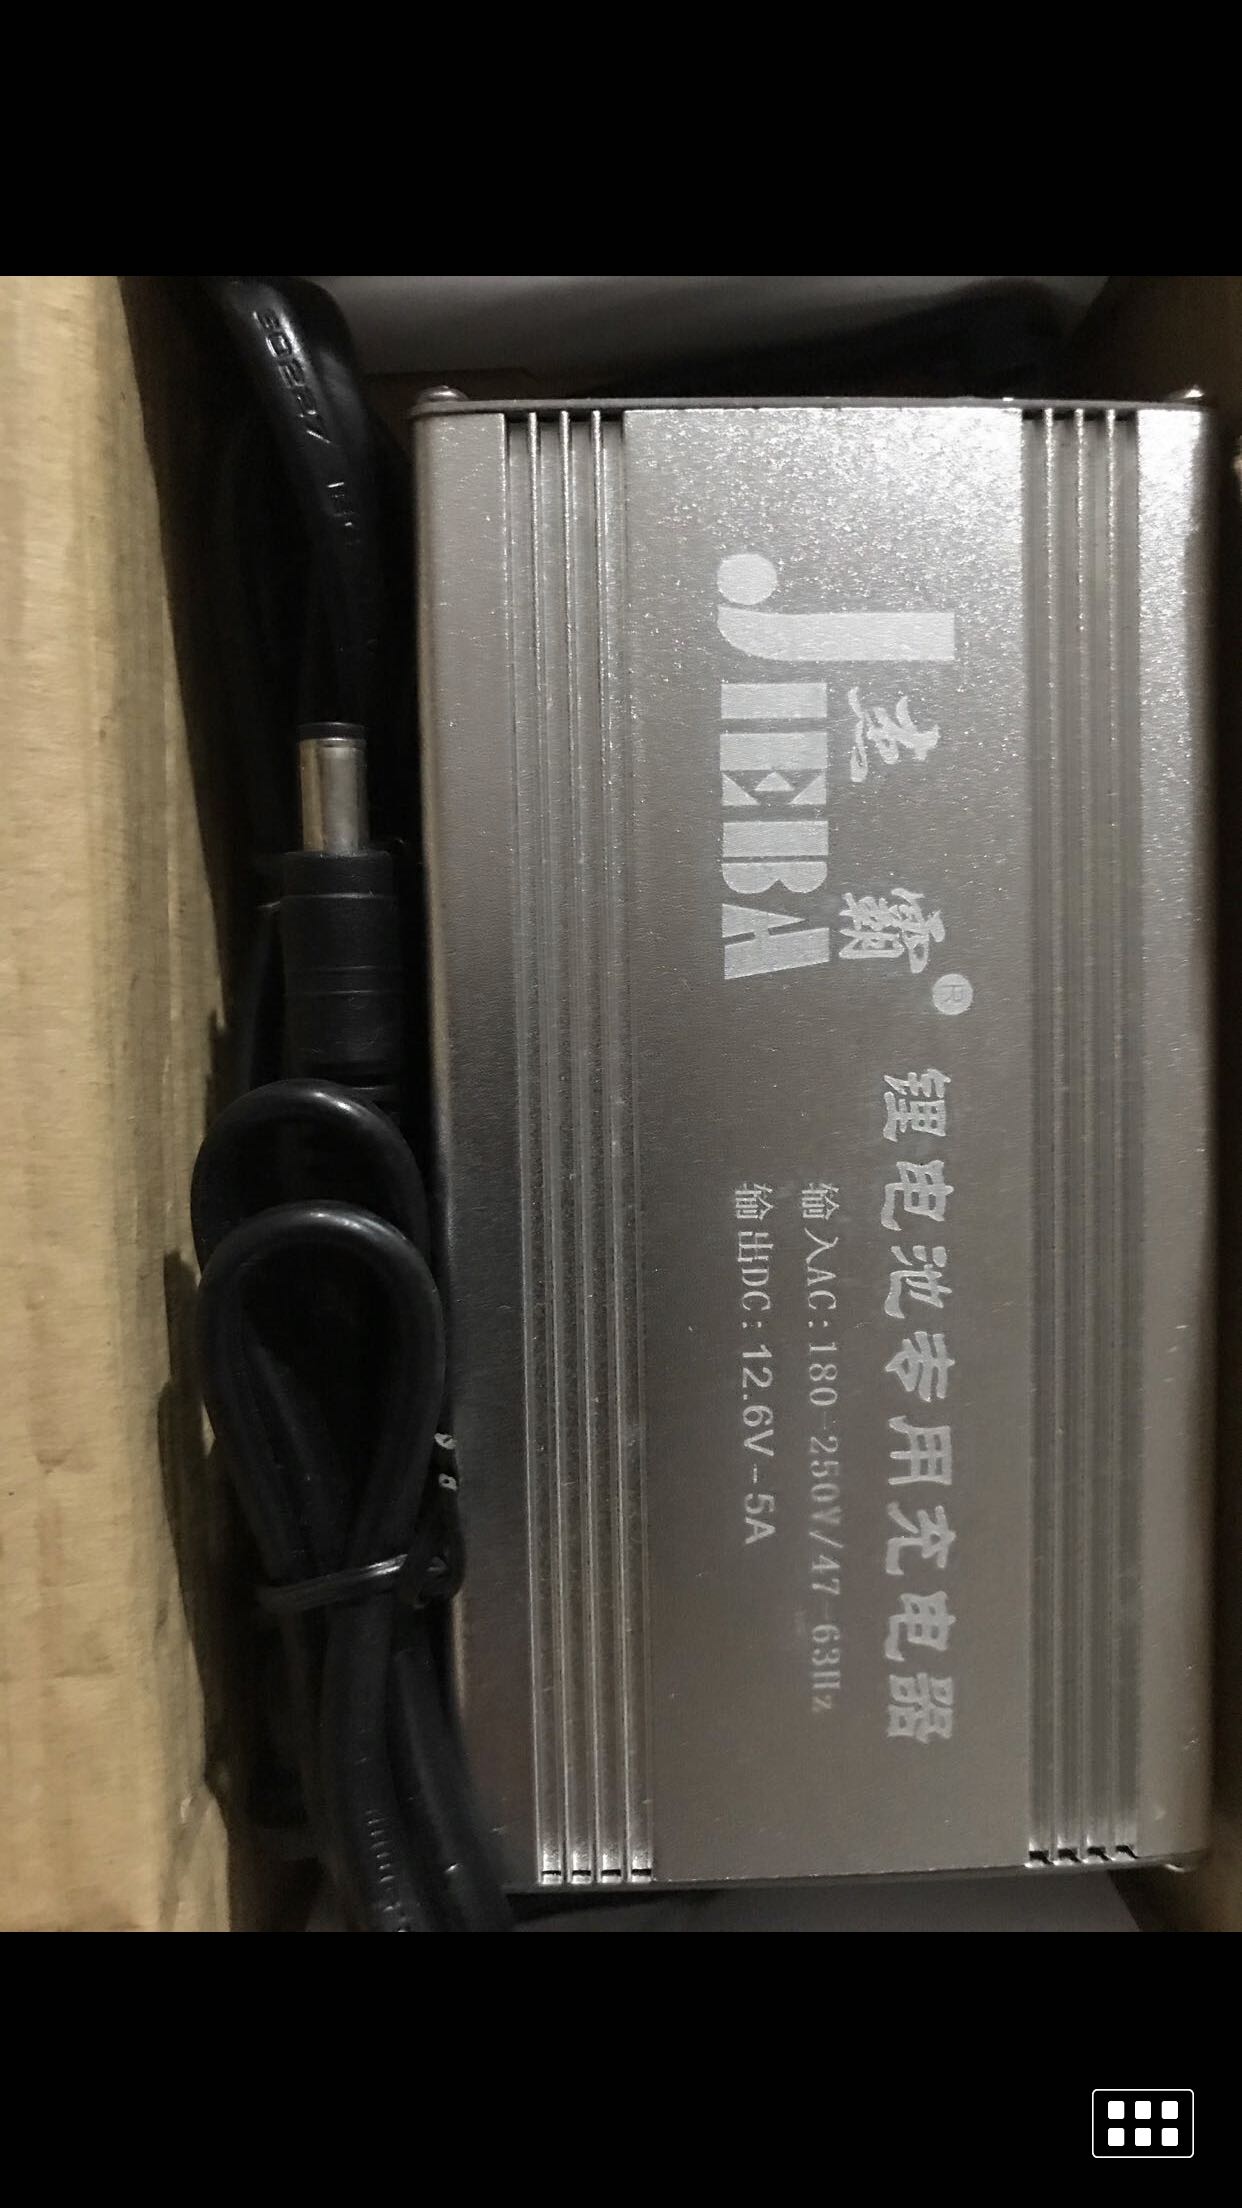 杰霸®
JIEBA
锂电池专用充电器
输入AC:180-250V/47-63Hz
输出DC:12.6V-5A